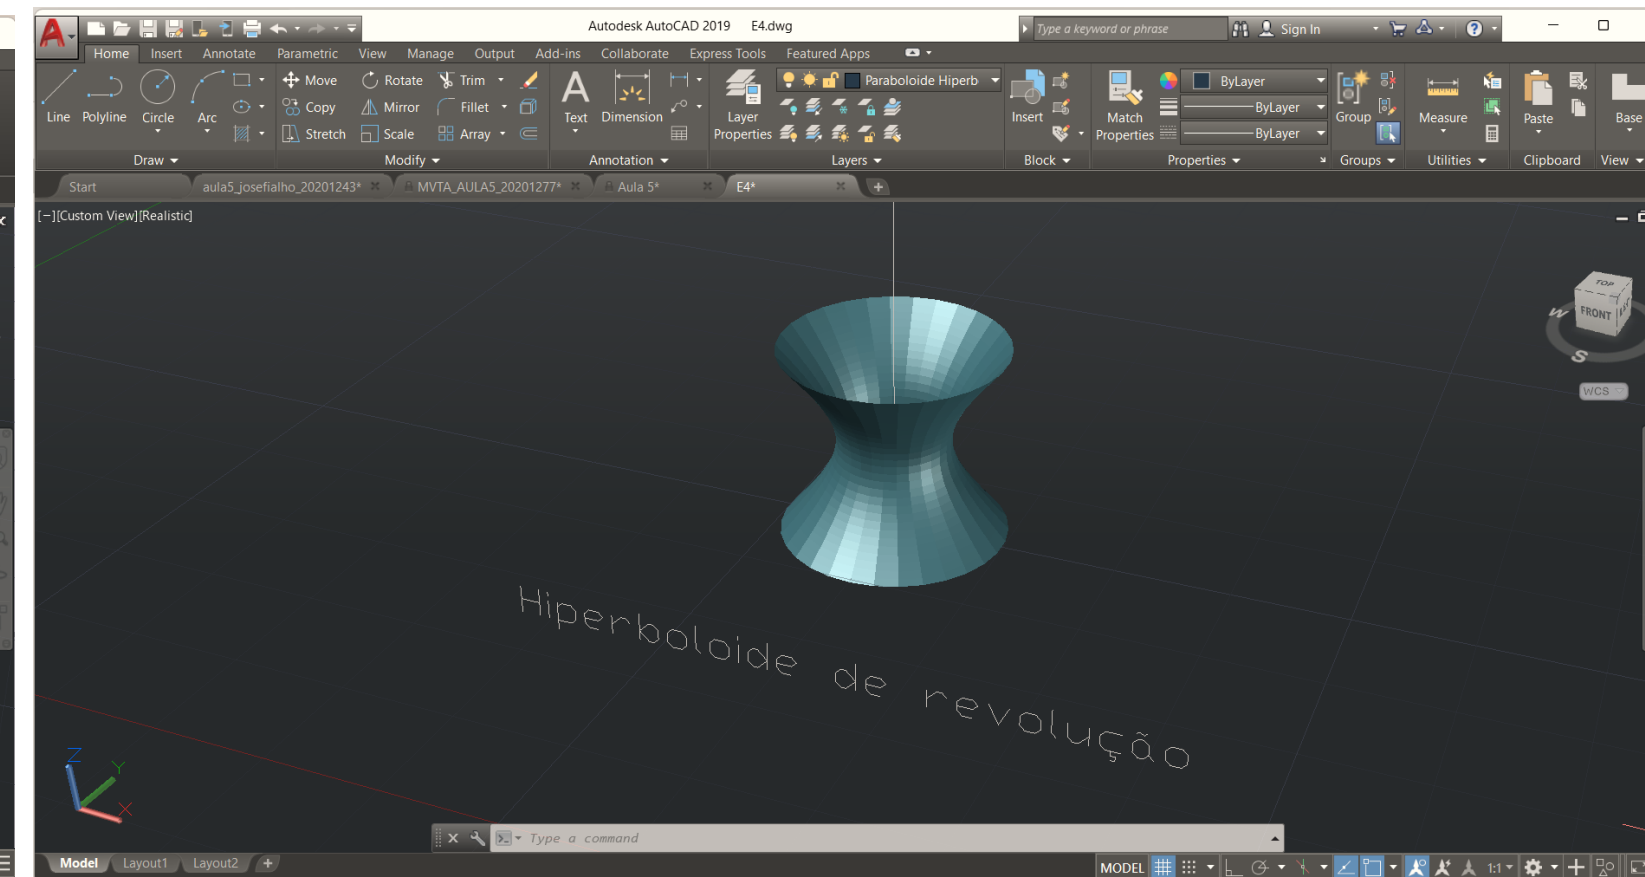 Autodesk AutoCAD 2019 E4.dwg
Type a keyword or phrase
Sign In
Home Insert Annotate Parametric View Manage Output Add-ins Collaborate Express Tools Featured Apps
Line Polyline Circle Arc
Move Rotate Trim
Copy Mirror Fillet
Stretch Scale Array
Text Dimension
Layer Properties
Paraboloide Hiperb
Insert
Match Properties
ByLayer
ByLayer
ByLayer
Group
Measure
Paste
Base
Draw Modify Annotation Layers Block Properties Groups Utilities Clipboard View
Start aula5_josefialho_20201243* MVTA_AULA5_20201277* Aula 5* E4*
[−][Custom View][Realistic]
TOP
FRONT
W
S
WCS
Hiperboloide de revolução
Z
Y
X
Type a command
Model Layout1 Layout2
MODEL
1:1